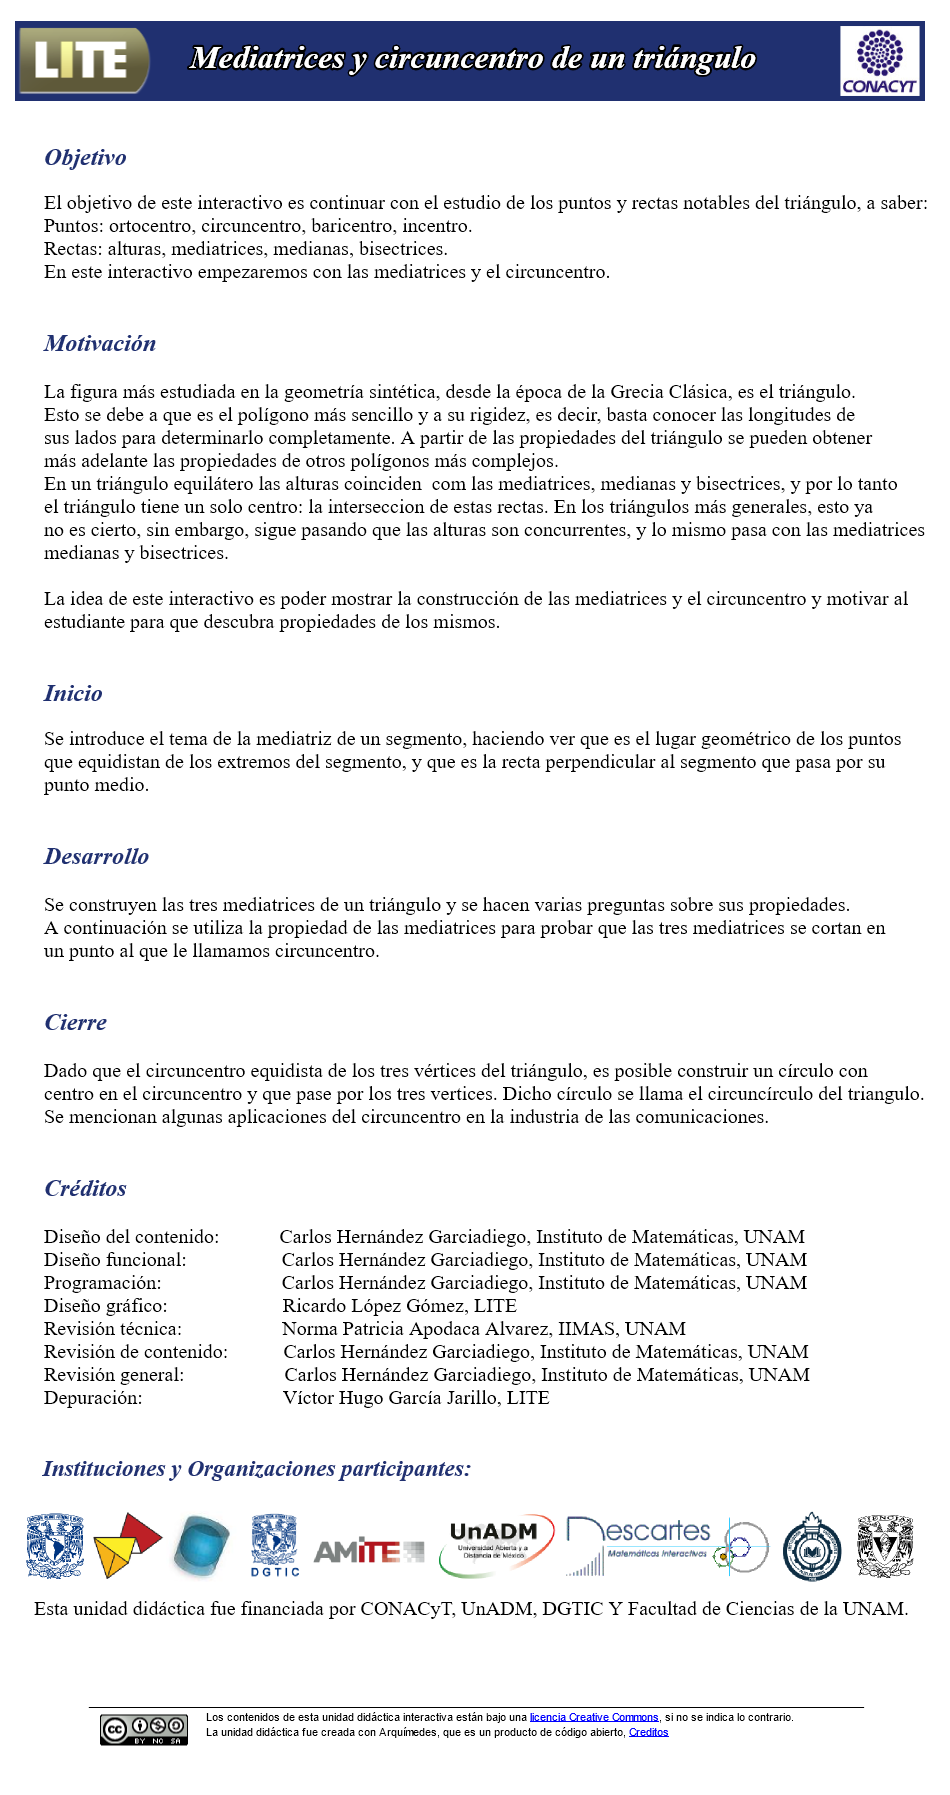 LITE
Mediatrices y circuncentro de un triángulo
CONACYT
Objetivo
El objetivo de este interactivo es continuar con el estudio de los puntos y rectas notables del triángulo, a saber:
Puntos: ortocentro, circuncentro, baricentro, incentro.
Rectas: alturas, mediatrices, medianas, bisectrices.
En este interactivo empezaremos con las mediatrices y el circuncentro.
Motivación
La figura más estudiada en la geometría sintética, desde la época de la Grecia Clásica, es el triángulo.
Esto se debe a que es el polígono más sencillo y a su rigidez, es decir, basta conocer las longitudes de
sus lados para determinarlo completamente. A partir de las propiedades del triángulo se pueden obtener
más adelante las propiedades de otros polígonos más complejos.
En un triángulo equilátero las alturas coinciden  com las mediatrices, medianas y bisectrices, y por lo tanto
el triángulo tiene un solo centro: la interseccion de estas rectas. En los triángulos más generales, esto ya
no es cierto, sin embargo, sigue pasando que las alturas son concurrentes, y lo mismo pasa con las mediatrices
medianas y bisectrices.
La idea de este interactivo es poder mostrar la construcción de las mediatrices y el circuncentro y motivar al
estudiante para que descubra propiedades de los mismos.
Inicio
Se introduce el tema de la mediatriz de un segmento, haciendo ver que es el lugar geométrico de los puntos
que equidistan de los extremos del segmento, y que es la recta perpendicular al segmento que pasa por su
punto medio.
Desarrollo
Se construyen las tres mediatrices de un triángulo y se hacen varias preguntas sobre sus propiedades.
A continuación se utiliza la propiedad de las mediatrices para probar que las tres mediatrices se cortan en
un punto al que le llamamos circuncentro.
Cierre
Dado que el circuncentro equidista de los tres vértices del triángulo, es posible construir un círculo con
centro en el circuncentro y que pase por los tres vertices. Dicho círculo se llama el circuncírculo del triangulo.
Se mencionan algunas aplicaciones del circuncentro en la industria de las comunicaciones.
Créditos
Diseño del contenido: Carlos Hernández Garciadiego, Instituto de Matemáticas, UNAM
Diseño funcional: Carlos Hernández Garciadiego, Instituto de Matemáticas, UNAM
Programación: Carlos Hernández Garciadiego, Instituto de Matemáticas, UNAM
Diseño gráfico: Ricardo López Gómez, LITE
Revisión técnica: Norma Patricia Apodaca Alvarez, IIMAS, UNAM
Revisión de contenido: Carlos Hernández Garciadiego, Instituto de Matemáticas, UNAM
Revisión general: Carlos Hernández Garciadiego, Instituto de Matemáticas, UNAM
Depuración: Víctor Hugo García Jarillo, LITE
Instituciones y Organizaciones participantes:
DGTIC
AMITE
UnADM
Universidad Abierta y a
Distancia de México
Descartes
Matemáticas interactivas
CIENCIAS
Esta unidad didáctica fue financiada por CONACyT, UnADM, DGTIC Y Facultad de Ciencias de la UNAM.
Los contenidos de esta unidad didáctica interactiva están bajo una licencia Creative Commons, si no se indica lo contrario.
La unidad didáctica fue creada con Arquímedes, que es un producto de código abierto, Creditos
cc BY NC SA